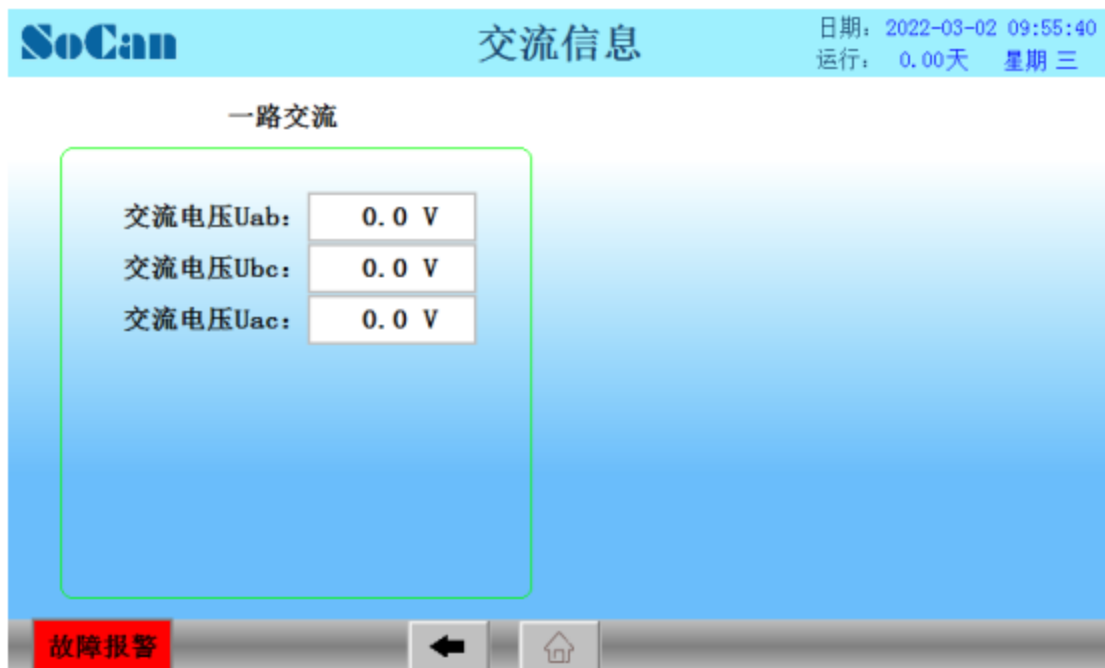 SoCan
交流信息
日期: 2022-03-02 09:55:40
运行: 0.00天 星期 三
一路交流
交流电压Uab: 0.0 V
交流电压Ubc: 0.0 V
交流电压Uac: 0.0 V
故障报警